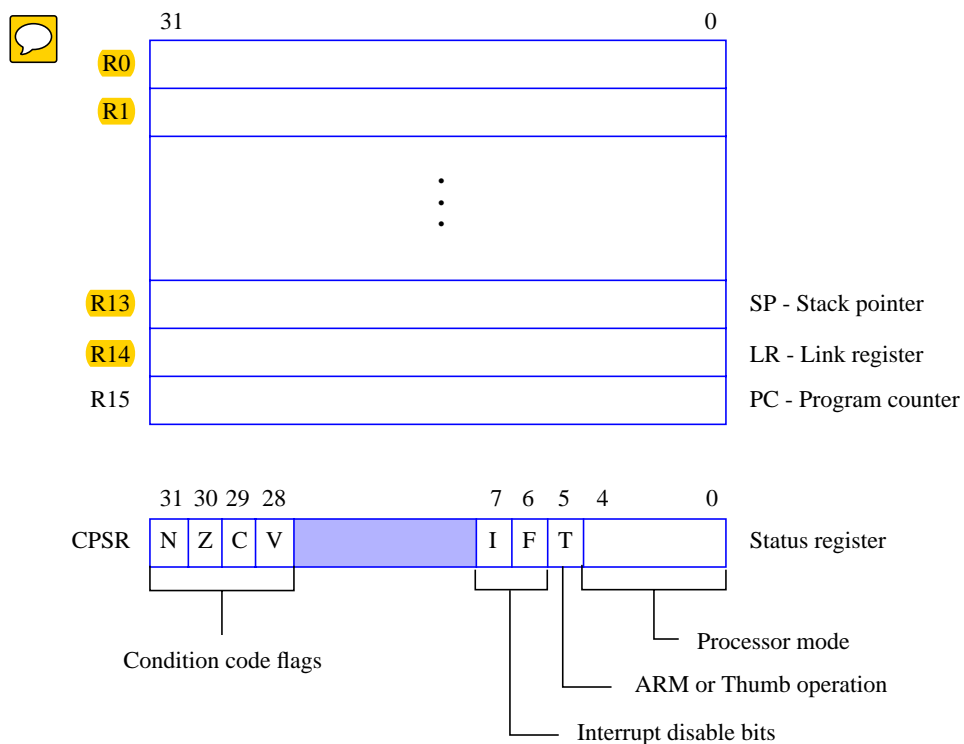 31 0
R0
R1
R13 SP - Stack pointer
R14 LR - Link register
R15 PC - Program counter
31 30 29 28 7 6 5 4 0
CPSR N Z C V I F T Status register
Processor mode
Condition code flags
ARM or Thumb operation
Interrupt disable bits